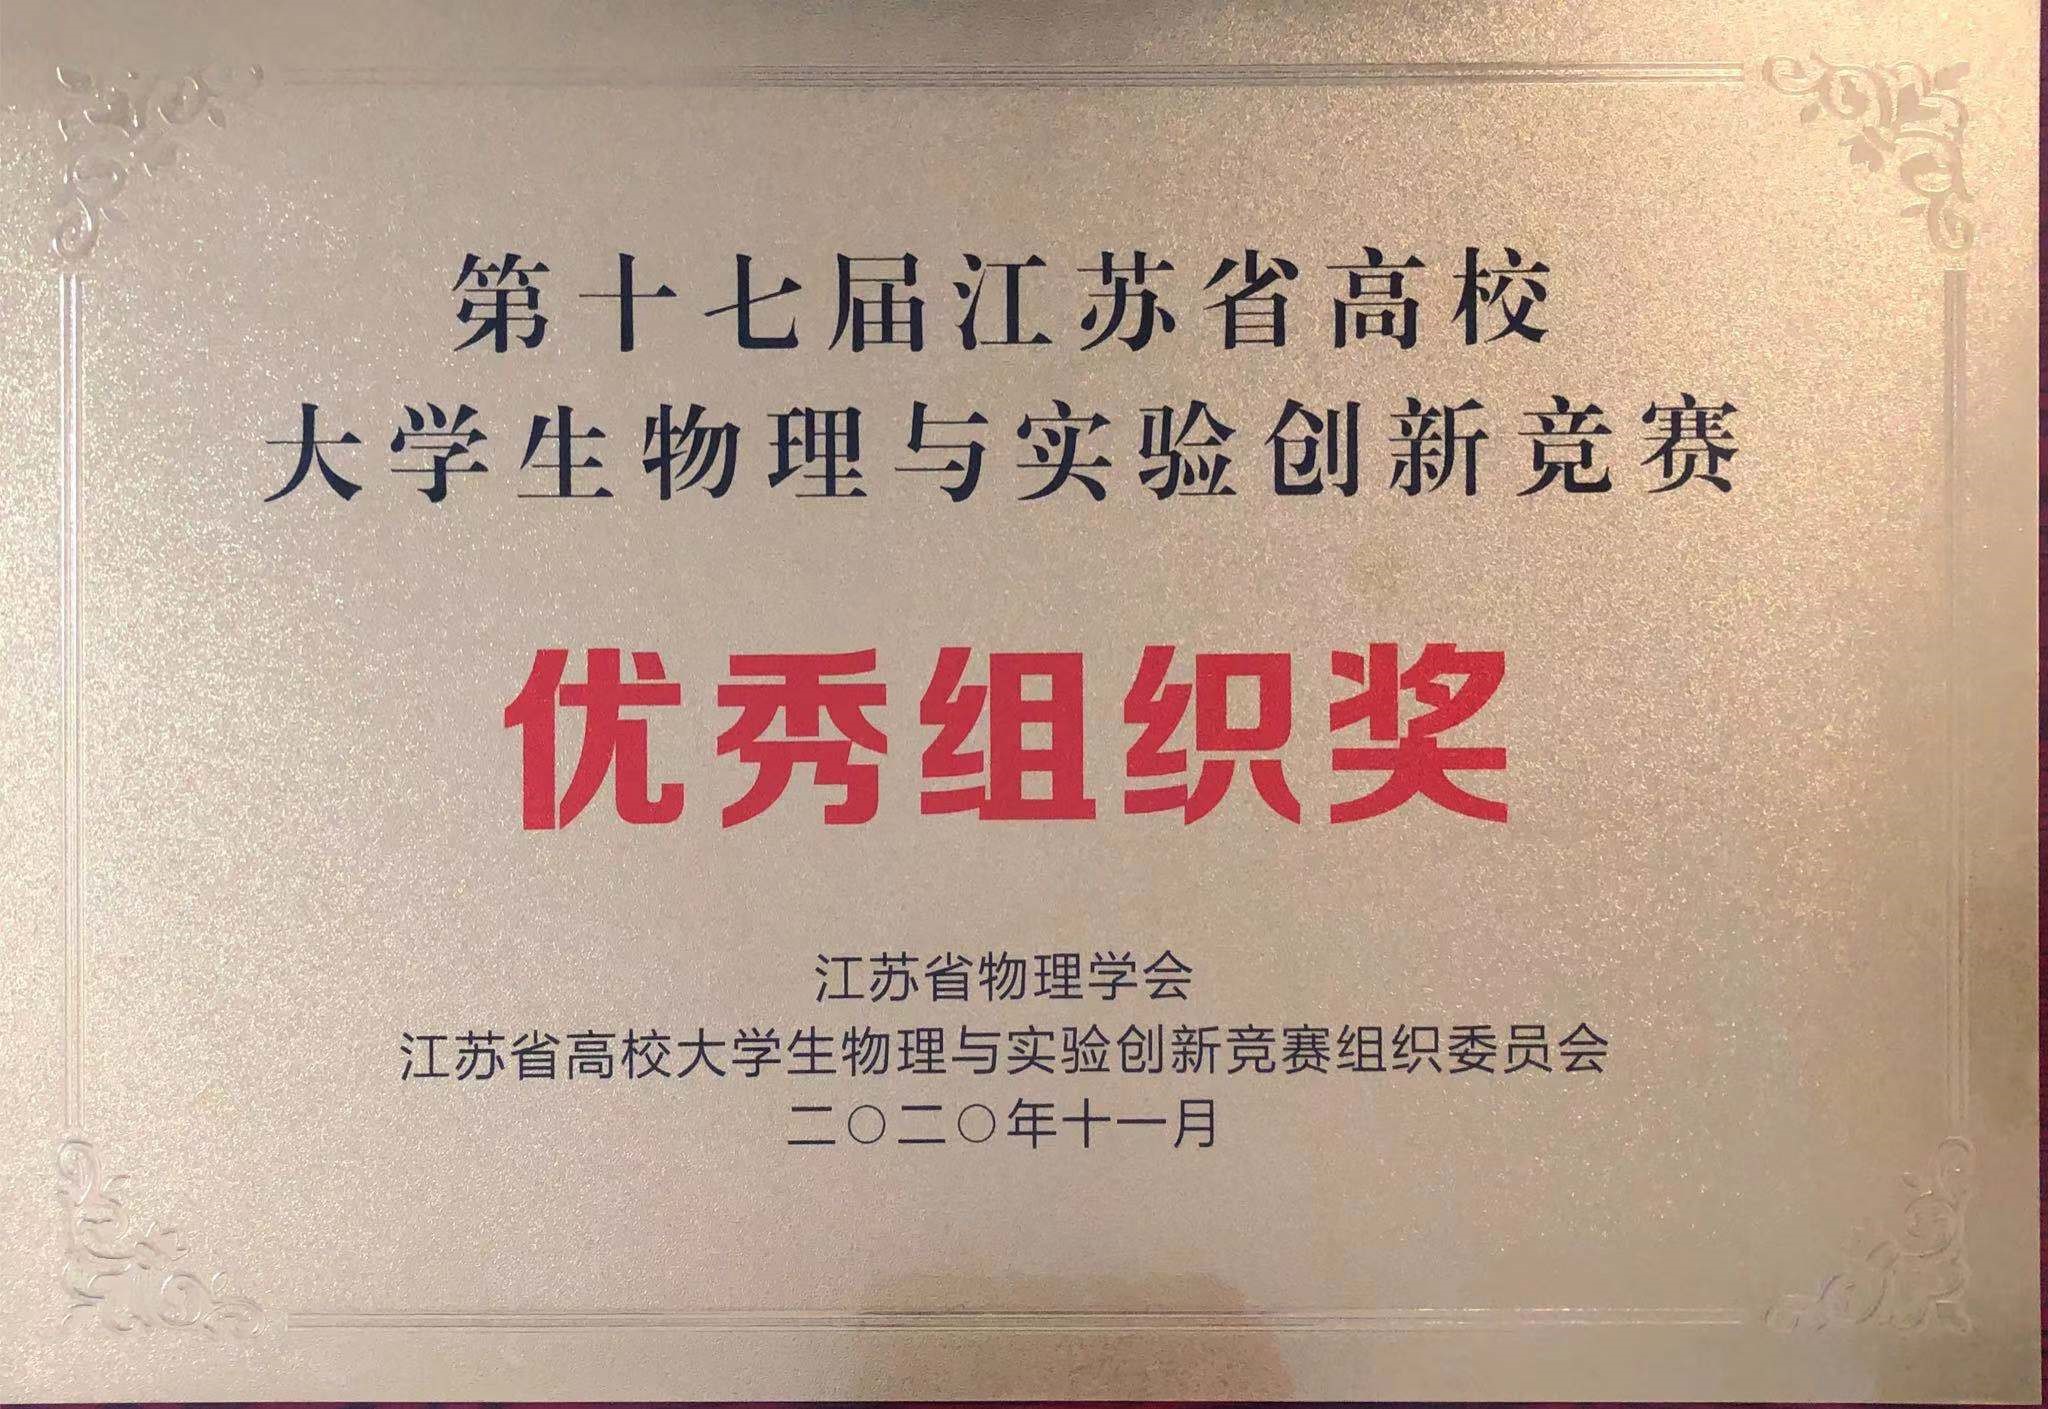 第十七届江苏省高校
大学生物理与实验创新竞赛
优秀组织奖
江苏省物理学会
江苏省高校大学生物理与实验创新竞赛组织委员会
二〇二〇年十一月